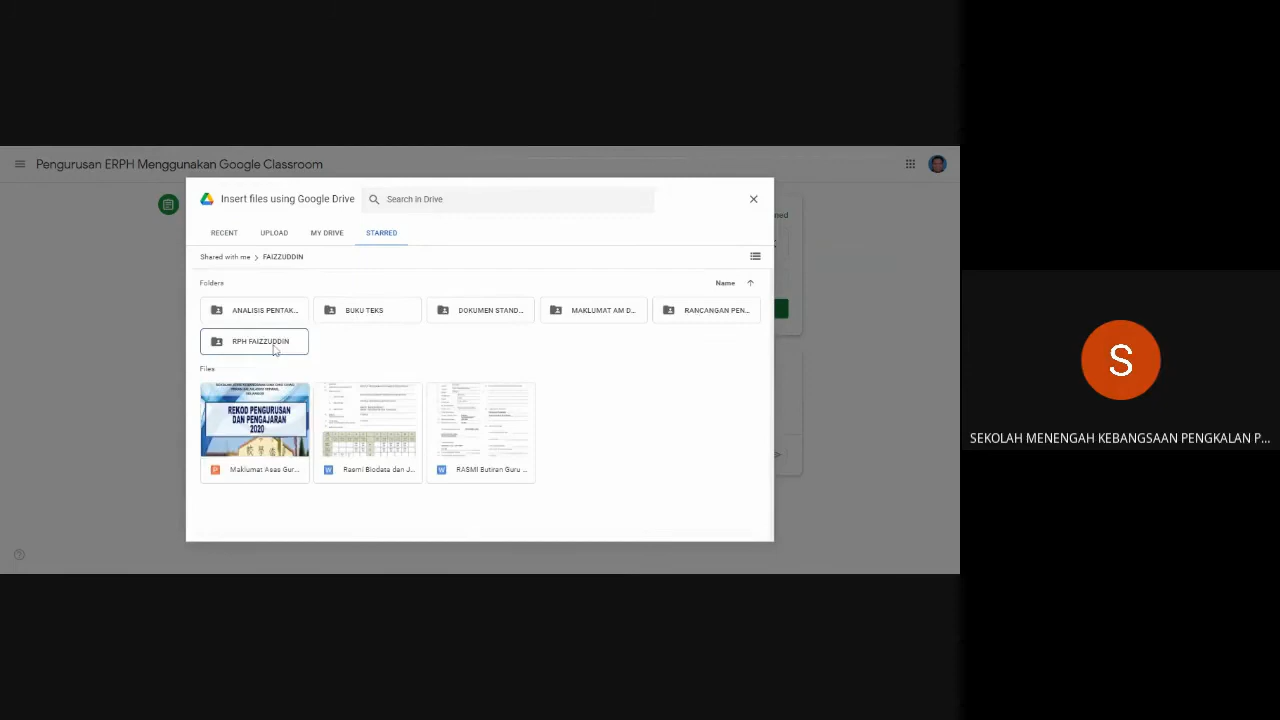 Pengurusan ERPH Menggunakan Google Classroom
Insert files using Google Drive
Search in Drive
RECENT
UPLOAD
MY DRIVE
STARRED
Shared with me > FAIZZUDDIN
Folders
Name
ANALISIS PENTAK...
BUKU TEKS
DOKUMEN STAND...
MAKLUMAT AM D...
RANCANGAN PEN...
RPH FAIZZUDDIN
Files
REKOD PENGURUSAN
DAN PENGAJARAN
2020
Maklumat Asas Gur...
Rasmi Biodata dan J...
RASMI Butiran Guru ...
S
SEKOLAH MENENGAH KEBANGSAAN PENGKALAN P...